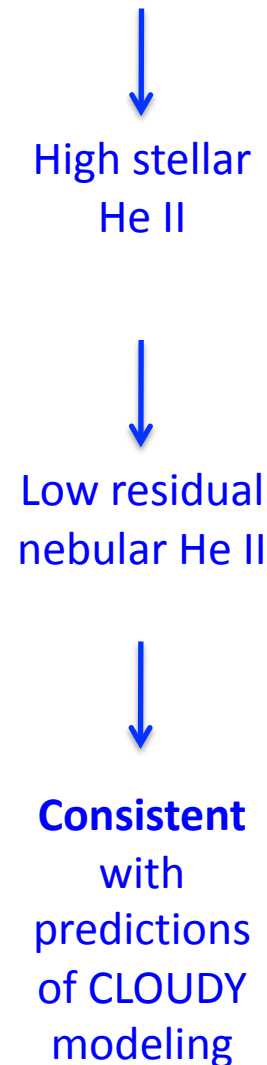 High stellar
He II
Low residual
nebular He II
Consistent
with
predictions
of CLOUDY
modeling